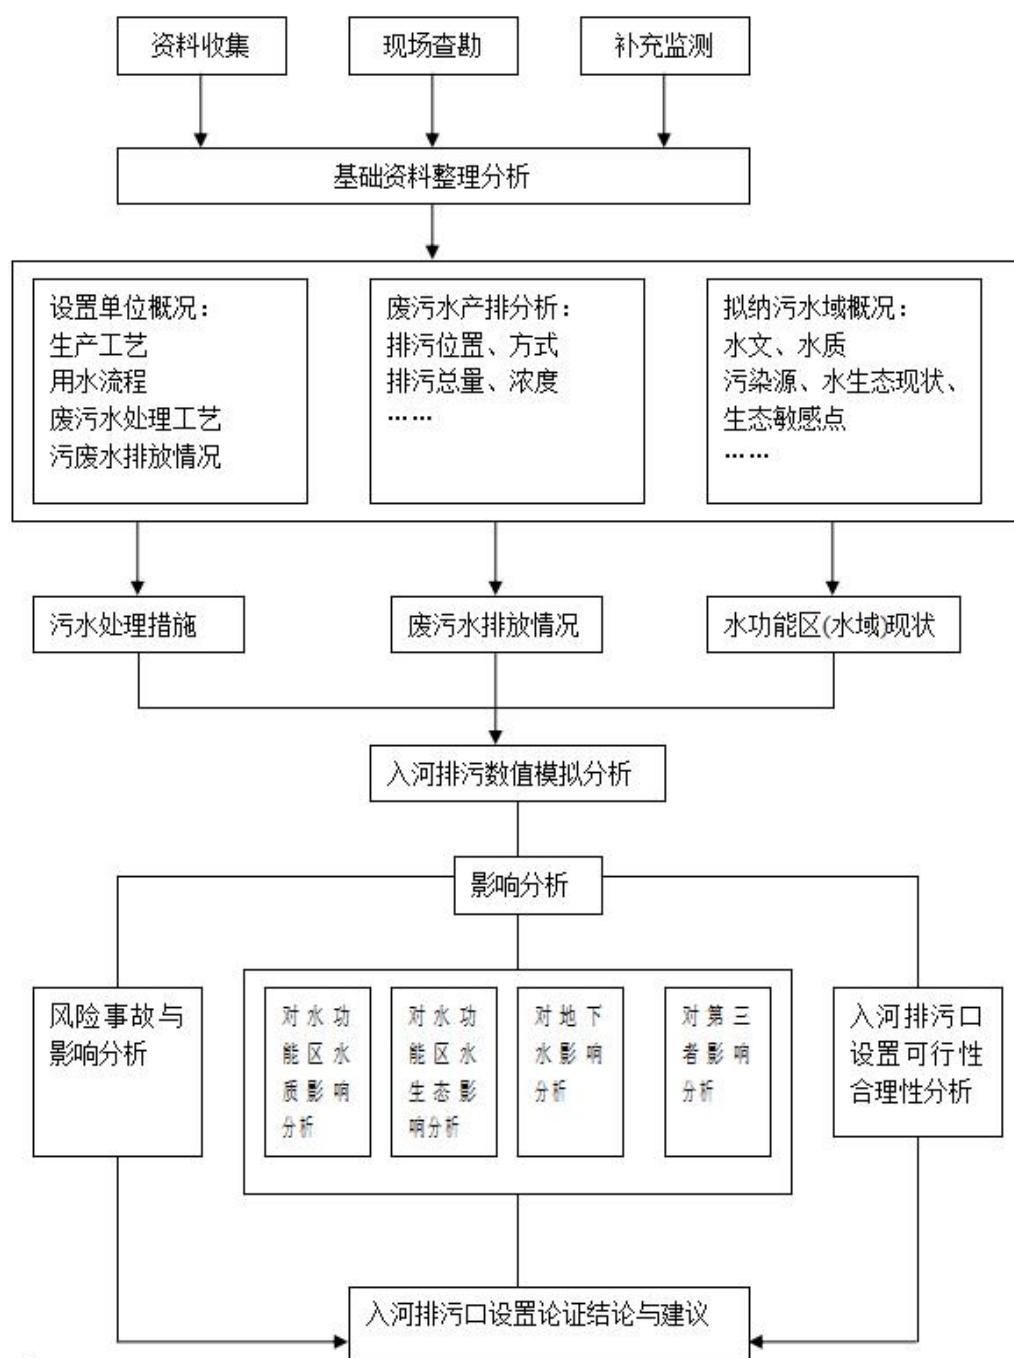 资料收集
现场查勘
补充监测
基础资料整理分析
设置单位概况：
生产工艺
用水流程
废污水处理工艺
污废水排放情况
废污水产排分析：
排污位置、方式
排污总量、浓度
……
拟纳污水域概况：
水文、水质
污染源、水生态现状、
生态敏感点
……
污水处理措施
废污水排放情况
水功能区(水域)现状
入河排污数值模拟分析
影响分析
风险事故与
影响分析
对水功
能区水
质影响
分析
对水功
能区水
生态影
响分析
对地下
水影响
分析
对第三
者影响
分析
入河排污口
设置可行性
合理性分析
入河排污口设置论证结论与建议